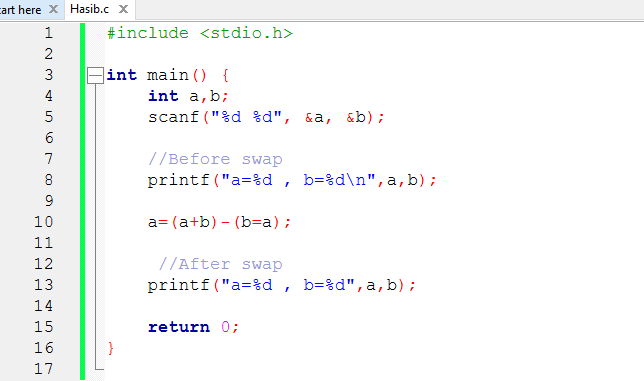 art here Hasib.c
1 #include <stdio.h>
2
3 int main() {
4 int a,b;
5 scanf("%d %d", &a, &b);
6
7 //Before swap
8 printf("a=%d , b=%d\n",a,b);
9
10 a=(a+b)-(b=a);
11
12 //After swap
13 printf("a=%d , b=%d",a,b);
14
15 return 0;
16 }
17